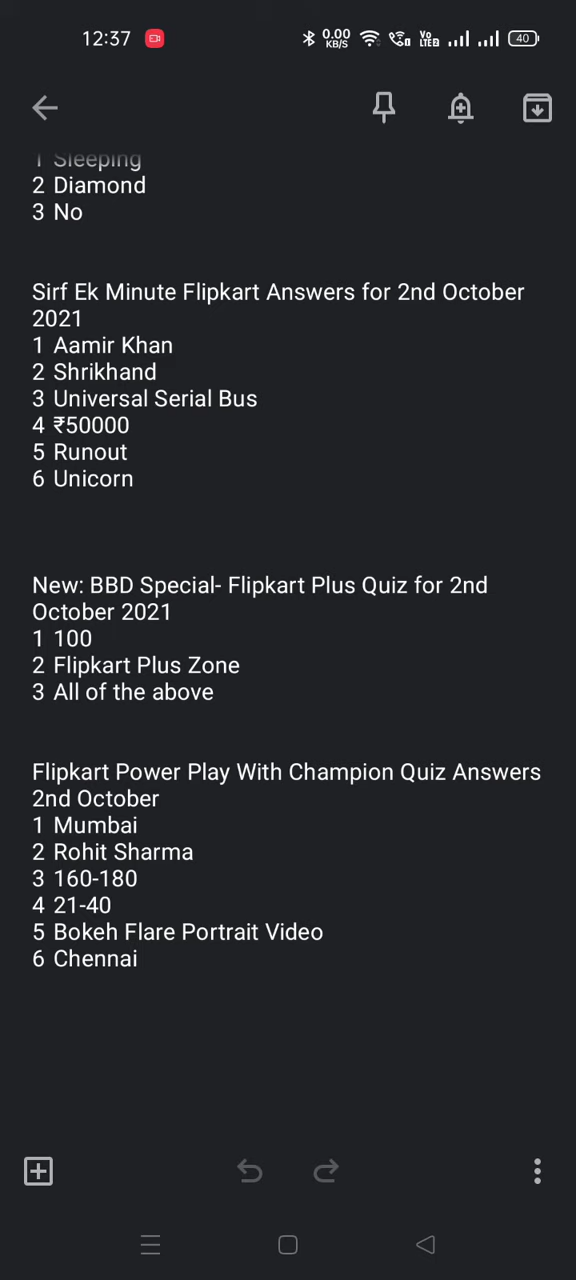 12:37
0.00
KB/S
Vo
LTE2
40
1 Sleeping
2 Diamond
3 No
Sirf Ek Minute Flipkart Answers for 2nd October
2021
1 Aamir Khan
2 Shrikhand
3 Universal Serial Bus
4 ₹50000
5 Runout
6 Unicorn
New: BBD Special- Flipkart Plus Quiz for 2nd
October 2021
1 100
2 Flipkart Plus Zone
3 All of the above
Flipkart Power Play With Champion Quiz Answers
2nd October
1 Mumbai
2 Rohit Sharma
3 160-180
4 21-40
5 Bokeh Flare Portrait Video
6 Chennai